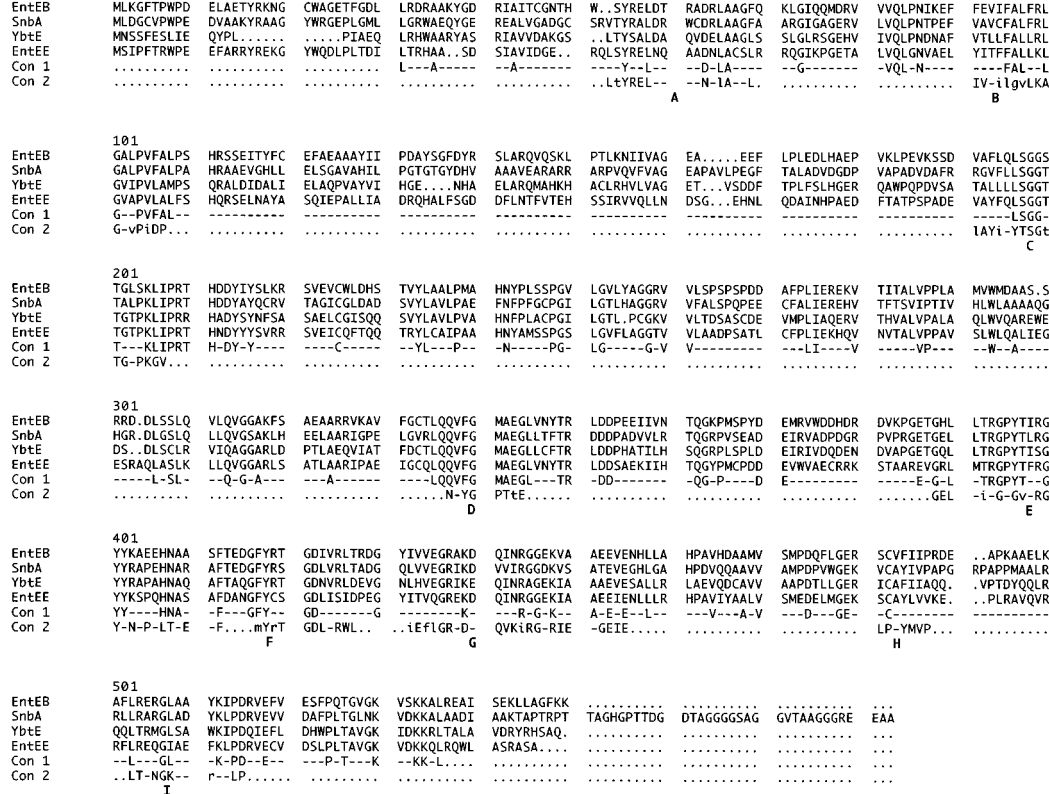 EntEB MLKGFTPWPD ELAETYRKNG CWAGETFGDL LRDRAAKYGD RIAITCGNTH W..SYRELDT RADRLAAGFQ KLGIQQMDRV VVQLPNIKEF FEVIFALFRL
SnbA MLDGCVPWPE DVAAKYRAAG YWRGEPLGML LGRWAEQYGE REALVGADGC SRVTYRALDR WCDRLAAGFA ARGIGAGERV LVQLPNTPEF VAVCFALFRL
YbtE MNSSFESLIE QYPL...... .....PIAEQ LRHWAARYAS RIAVVDAKGS ..LTYSALDA QVDELAAGLS SLGLRSGEHV IVQLPNDNAF VTLLFALLRL
EntEE MSIPFTRWPE EFARRYREKG YWQDLPLTDI LTRHAA..SD SIAVIDGE.. RQLSYRELNQ AADNLACSLR RQGIKPGETA LVQLGNVAEL YITFFALLKL
Con 1 .......... .......... .......... L---A----- ----A----- ----Y--L-- --D-LA---- --G------- -VQL-N---- ----FAL--L
Con 2 .......... .......... .......... .......... .......... ..LtYREL-- --N-lA--L. .......... .......... IV-ilgvLKA
A B
101
EntEB GALPVFALPS HRSSEITYFC EFAEAAAYII PDAYSGFDYR SLARQVQSKL PTLKNIIVAG EA.....EEF LPLEDLHAEP VKLPEVKSSD VAFLQLSGGS
SnbA GALPVFALPA HRAAEVGHLL ELSGAVAHIL PGTGTGYDHV AAAVEARARR ARPVQVFVAG EAPAVLPEGF TALADVDGDP VAPADVDAFR RGVFLLSGGT
YbtE GVIPVLAMPS QRALDIDALI ELAQPVAYVI HGE....NHA ELARQMAHKH ACLRHVLVAG ET...VSDDF TPLFSLHGER QAWPQPDVSA TALLLLSGGT
EntEE GVAPVLALFS HQRSELNAYA SQIEPALLIA DRQHALFSGD DFLNTFVTEH SSIRVVQLLN DSG...EHNL QDAINHPAED FTATPSPADE VAYFQLSGGT
Con 1 G--PVFAL-- ---------- ---------- ---------- ---------- ---------- ---------- ---------- ---------- -----LSGG-
Con 2 G-vPiDP... .......... .......... .......... .......... .......... .......... .......... .......... lAYi-YTSGt
C
201
EntEB TGLSKLIPRT HDDYIYSLKR SVEVCWLDHS TVYLAALPMA HNYPLSSPGV LGVLYAGGRV VLSPSPSPDD AFPLIEREKV TITALVPPLA MVWMDAAS.S
SnbA TALPKLIPRT HDDYAYQCRV TAGICGLDAD SVYLAVLPAE FNFPFGCPGI LGTLHAGGRV VFALSPQPEE CFALIEREHV TFTSVIPTIV HLWLAAAAQG
YbtE TGTPKLIPRR HADYSYNFSA SAELCGISQQ SVYLAVLPVA HNFPLACPGI LGTL.PCGKV VLTDSASCDE VMPLIAQERV THVALVPALA QLWVQAREWE
EntEE TGTPKLIPRT HNDYYYSVRR SVEICQFTQQ TRYLCAIPAA HNYAMSSPGS LGVFLAGGTV VLAADPSATL CFPLIEKHQV NVTALVPPAV SLWLQALIEG
Con 1 T---KLIPRT H-DY-Y---- ----C----- --YL---P-- -N----PG-- LG----G-V V--------- ---LI----V -----VP--- --W--A----
Con 2 TG-PKGV... .......... .......... .......... .......... .......... .......... .......... .......... ..........
301
EntEB RRD.DLSSLQ VLQVGGAKFS AEAARRVKAV FGCTLQQVFG MAEGLVNYTR LDDPEEIIVN TQGKPMSPYD EMRVWDDHDR DVKPGETGHL LTRGPYTIRG
SnbA HGR.DLGSLQ LLQVGSAKLH EELAARIGPE LGVRLQQVFG MAEGLLTFTR DDDPADVVLR TQGRPVSEAD EIRVADPDGR PVPRGETGEL LTRGPYTLRG
YbtE DS..DLSCLR VIQAGGARLD PTLAEQVIAT FDCTLQQVFG MAEGLLCFTR LDDPHATILH SQGRPLSPLD EIRIVDQDEN DVAPGETGQL LTRGPYTISG
EntEE ESRAQLASLK LLQVGGARLS ATLAARIPAE IGCQLQQVFG MAEGLVNYTR LDDSAEKIIH TQGYPMCPDD EVWVAECRRK STAAREVGRL MTRGPYTFRG
Con 1 -----L-SL- --Q-G-A--- ----A----- ----LQQVFG MAEGL---TR -DD------- -QG-P----D E--------- ------E-G-L -TRGPYT--G
Con 2 .......... .......... .......... ......N-YG PTtE...... .......... .......... .......... .......GEL -i-G-Gv-RG
D E
401
EntEB YYKAEEHNAA SFTEDGFYRT GDIVRLTRDG YIVVEGRAKD QINRGGEKVA AEEVENHLLA HPAVHDAAMV SMPDQFLGER SCVFIIPRDE ..APKAAELK
SnbA YYRAPEHNAR AFTEDGFYRS GDLVRLTADG QLVVEGRIKD VVIRGGDKVS ATEVEGHLGA HPDVQQAAVV AMPDPVWGEK VCAYIVPAPG RPAPPMAALR
YbtE YYRAPAHNAQ AFTAQGFYRT GDNVRLDEVG NLHVEGRIKE QINRAGEKIA AAEVESALLR LAEVQDCAVV AAPDTLLGER ICAFIIAQQ. .VPTDYQQLR
EntEE YYKSPQHNAS AFDANGFYCS GDLISIDPEG YITVQGREKD QINRGGEKIA AEEIENLLLR HPAVIYAALV SMEDELMGEK SCAYLVVKE. .PLRAVQVR
Con 1 YY----HNA- -F---GFY-- GD-------G --------K- ---R-G-K-- A-E-E--L-- ---V---A-V ---D---GE- -C-------- ----------
Con 2 Y-N-P-LT-E -F....mYrT GDL-RWL.. ..iEflGR-D- QVKiRG-RIE -GEIE..... .......... .......... LP-YMVP... ..........
F G H
501
EntEB AFLRERGLAA YKIPDRVEFV ESFPQTGVGK VSKKALREAI SEKLLAGFKK .......... .......... .......... ...
SnbA RLLRARGLAD YKLPDRVEVV DAFPLTGLNK VDKKALAADI AAKTAPTRPT TAGHGPTTDG DTAGGGGSAG GVTAAGGGRE EAA
YbtE QQLTRMGLSA WKIPDQIEFL DHWPLTAVGK IDKKRLTALA VDRYRHSAQ. .......... .......... .......... ...
EntEE RFLREQGIAE FKLPDRVECV DSLPLTAVGK VDKKQLRQWL ASRASA.... .......... .......... .......... ...
Con 1 --L---GL-- -K-PD--E-- ---P-T---K --KK-L.... .......... .......... .......... ...
Con 2 ..LT-NGK-- r--LP..... .......... .......... .......... .......... .......... .......... ...
I